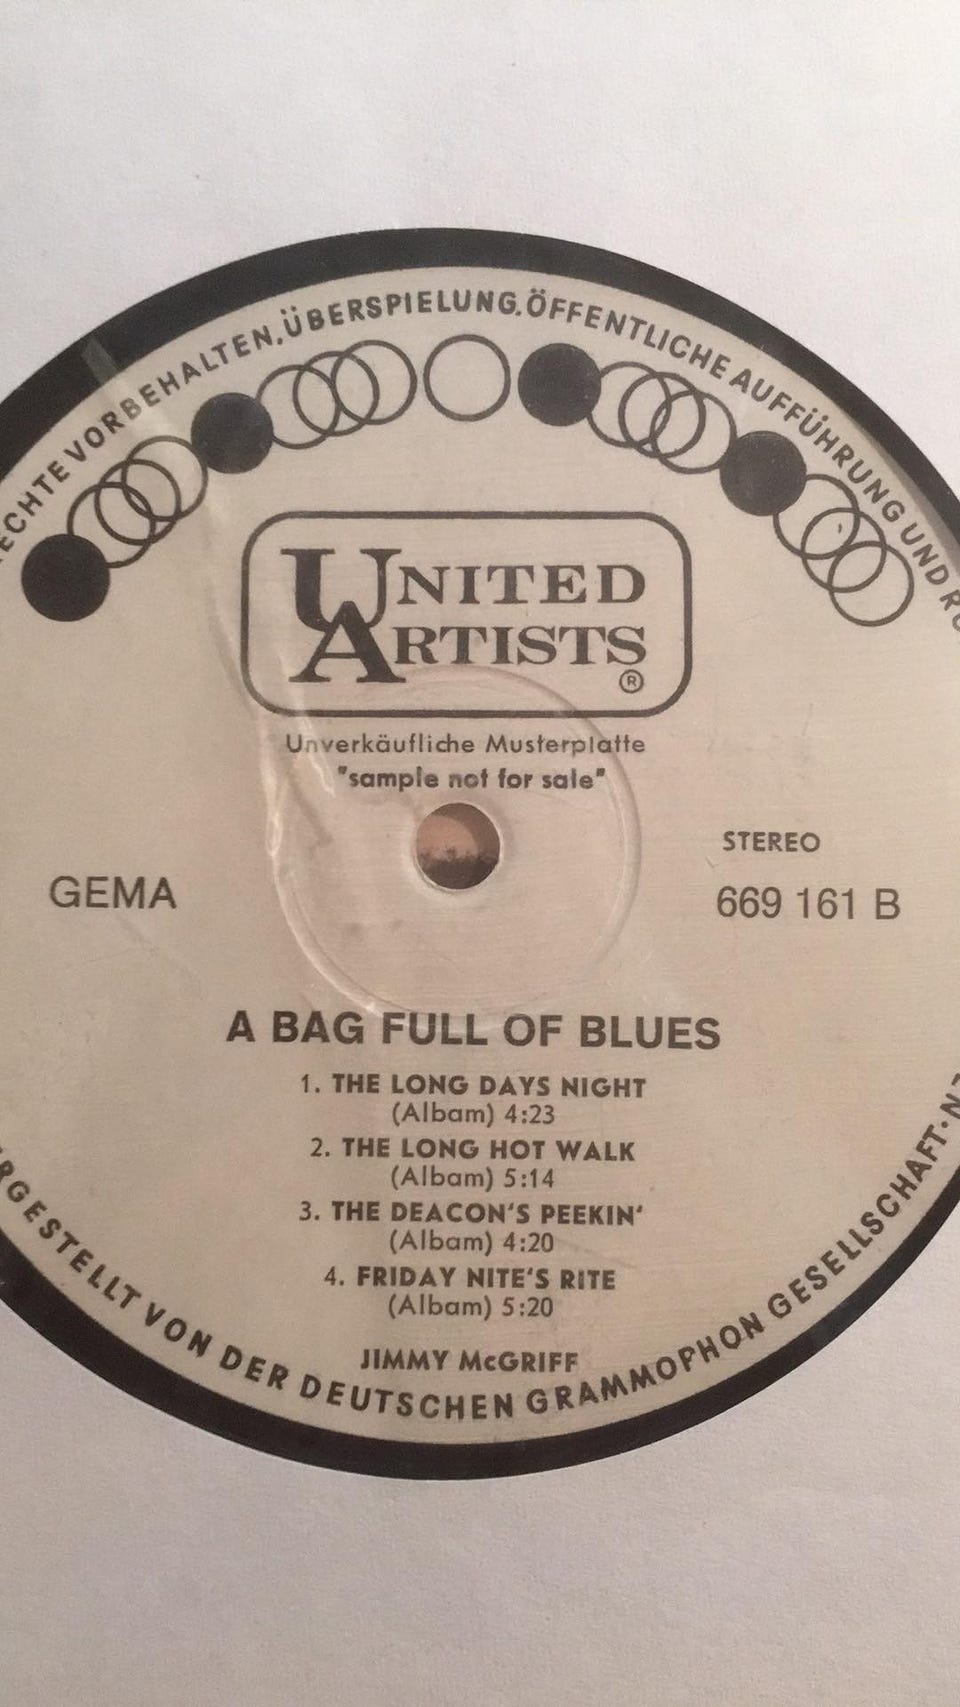 RECHTE VORBEHALTEN. ÜBERSPIELUNG. ÖFFENTLICHE AUFFÜHRUNG UND
UNITED
ARTISTS
®
Unverkäufliche Musterplatte
"sample not for sale"
STEREO
GEMA
669 161 B
A BAG FULL OF BLUES
1. THE LONG DAYS NIGHT
(Albam) 4:23
2. THE LONG HOT WALK
(Albam) 5:14
3. THE DEACON'S PEEKIN'
(Albam) 4:20
4. FRIDAY NITE'S RITE
(Albam) 5:20
JIMMY McGRIFF
VON DER DEUTSCHEN GRAMMOPHON GESELLSCHAFT ·